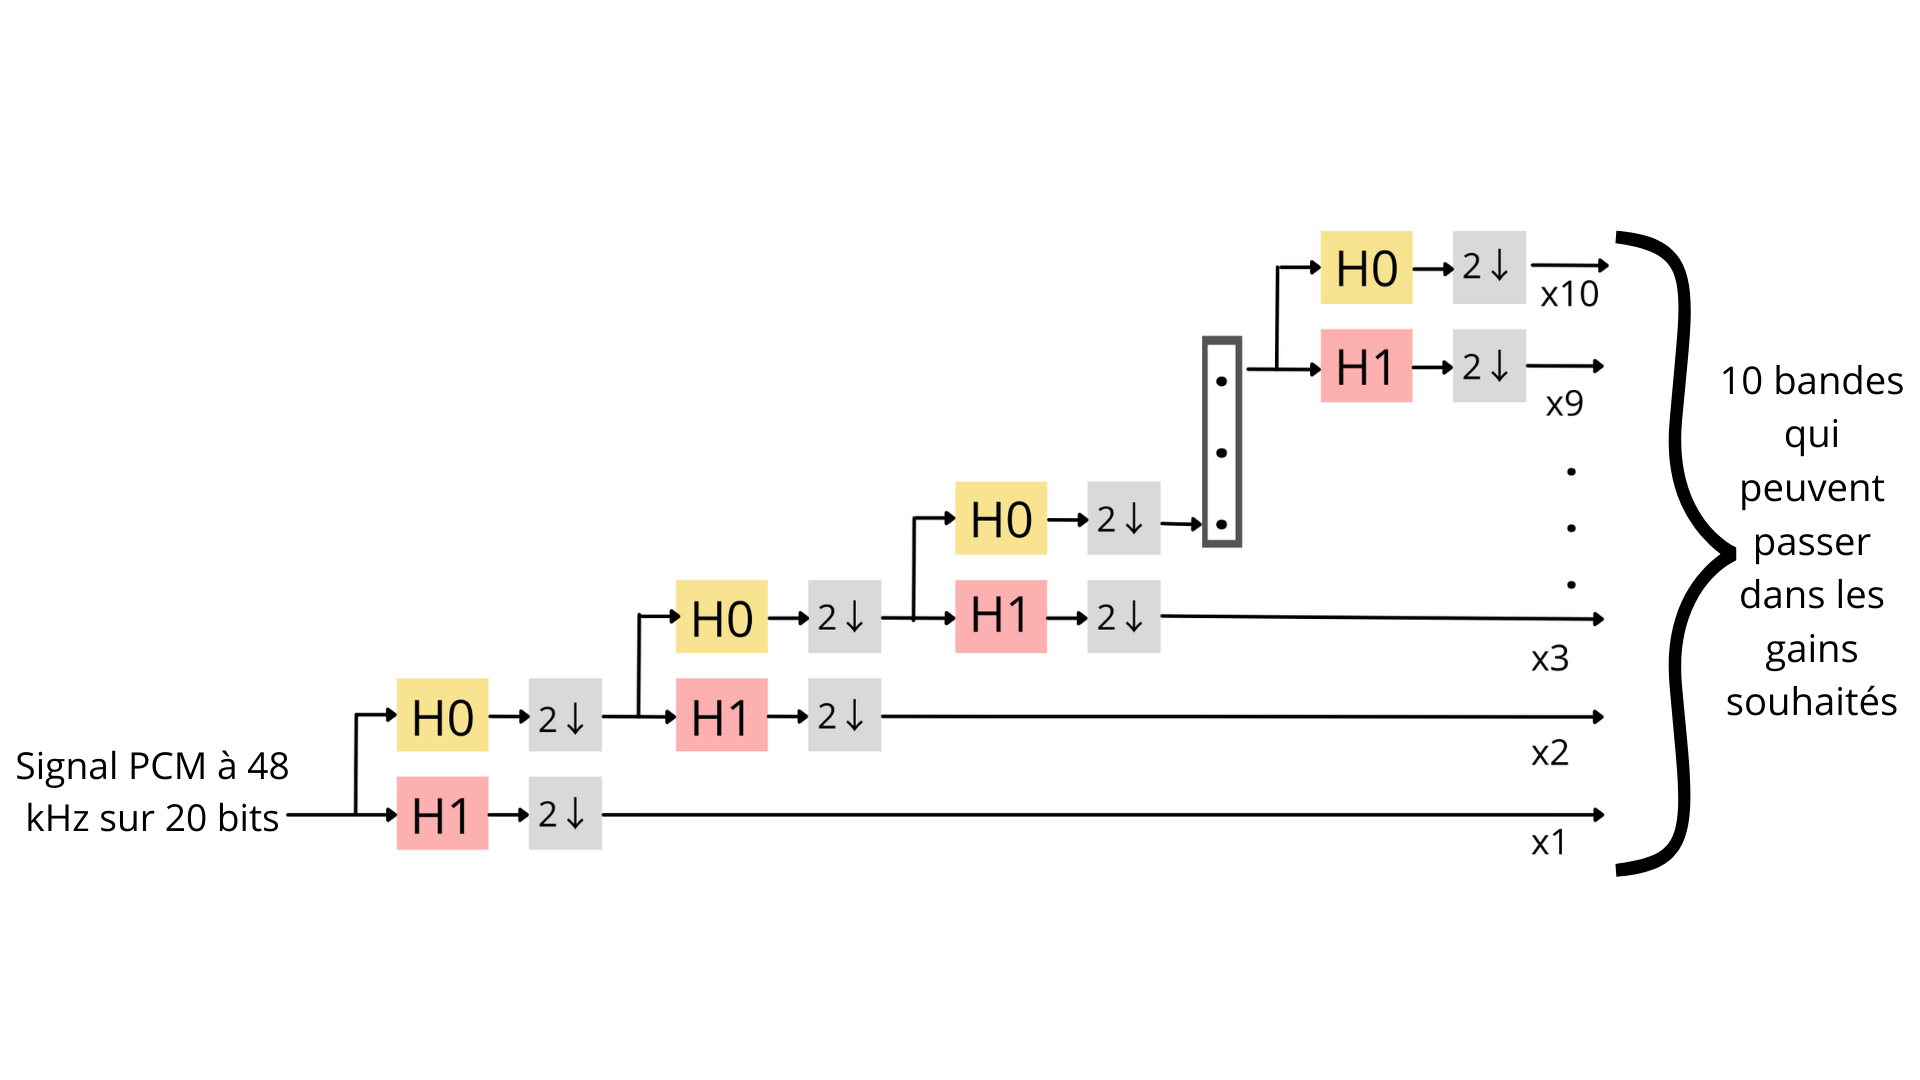 H0 2↓
x10
H1 2↓
x9
H0 2↓
H1 2↓
x3
H0 2↓
H1 2↓
x2
H0 2↓
H1 2↓
x1
Signal PCM à 48
kHz sur 20 bits
10 bandes
qui
peuvent
passer
dans les
gains
souhaités